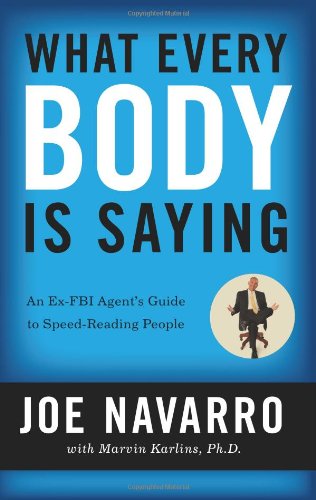 WHAT EVERY
BODY
IS SAYING
An Ex-FBI Agent's Guide
to Speed-Reading People
JOE NAVARRO
with Marvin Karlins, Ph.D.